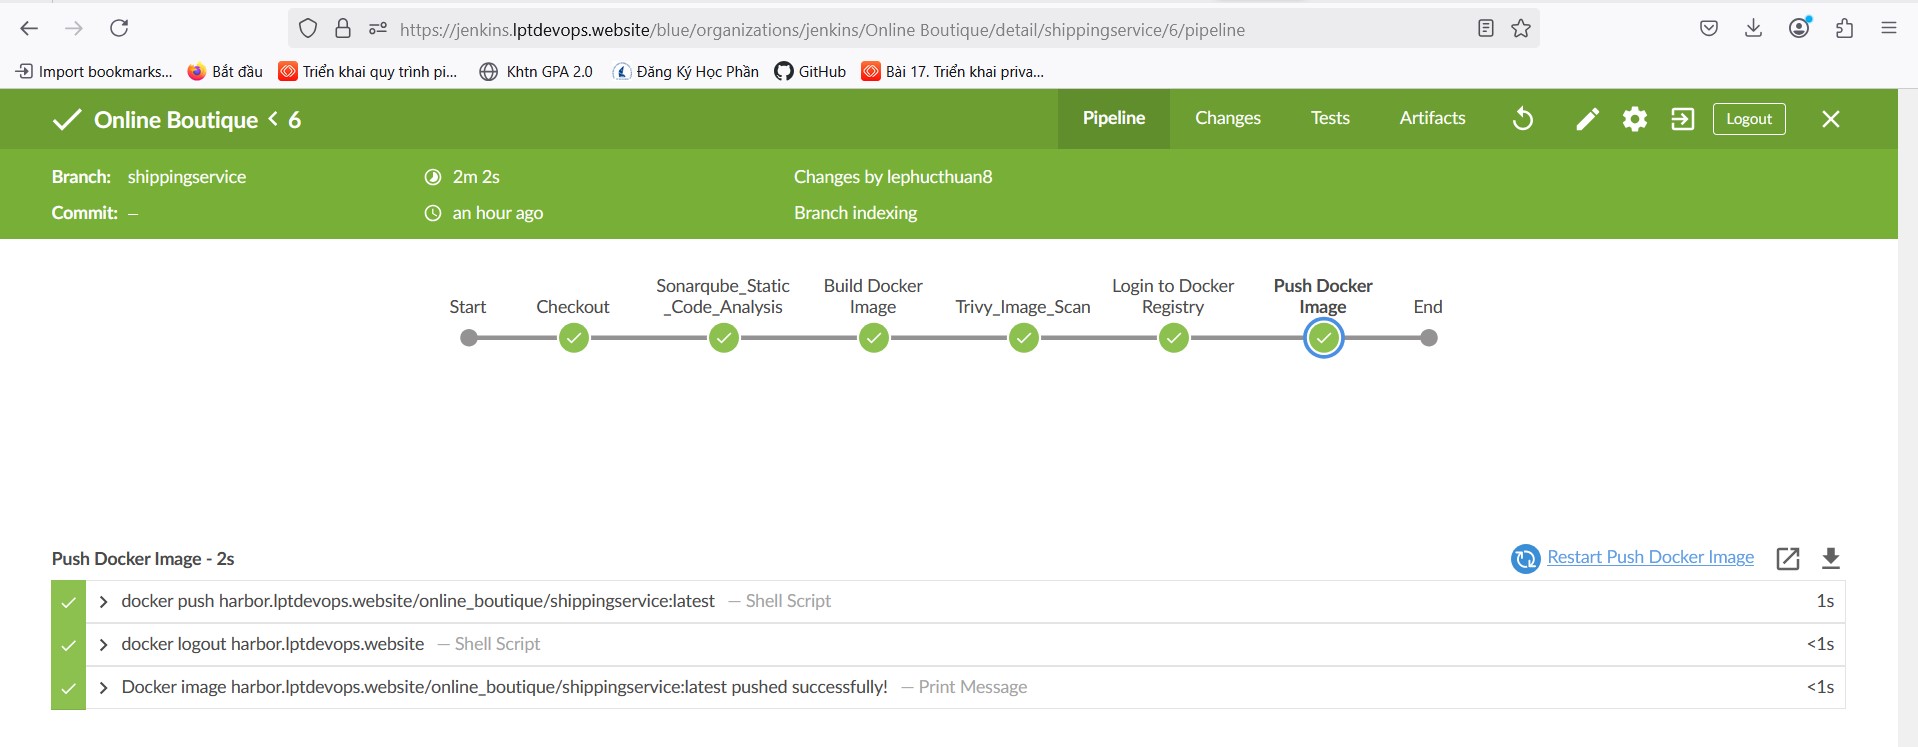 https://jenkins.lptdevops.website/blue/organizations/jenkins/Online Boutique/detail/shippingservice/6/pipeline
Import bookmarks... Bắt đầu Triển khai quy trình pi... Khtn GPA 2.0 Đăng Ký Học Phần GitHub Bài 17. Triển khai priva...
Online Boutique < 6 Pipeline Changes Tests Artifacts Logout
Branch: shippingservice 2m 2s Changes by lephucthuan8
Commit: – an hour ago Branch indexing
Start
Checkout
Sonarqube_Static
_Code_Analysis
Build Docker
Image
Trivy_Image_Scan
Login to Docker
Registry
Push Docker
Image
End
Push Docker Image - 2s Restart Push Docker Image
docker push harbor.lptdevops.website/online_boutique/shippingservice:latest — Shell Script 1s
docker logout harbor.lptdevops.website — Shell Script <1s
Docker image harbor.lptdevops.website/online_boutique/shippingservice:latest pushed successfully! — Print Message <1s